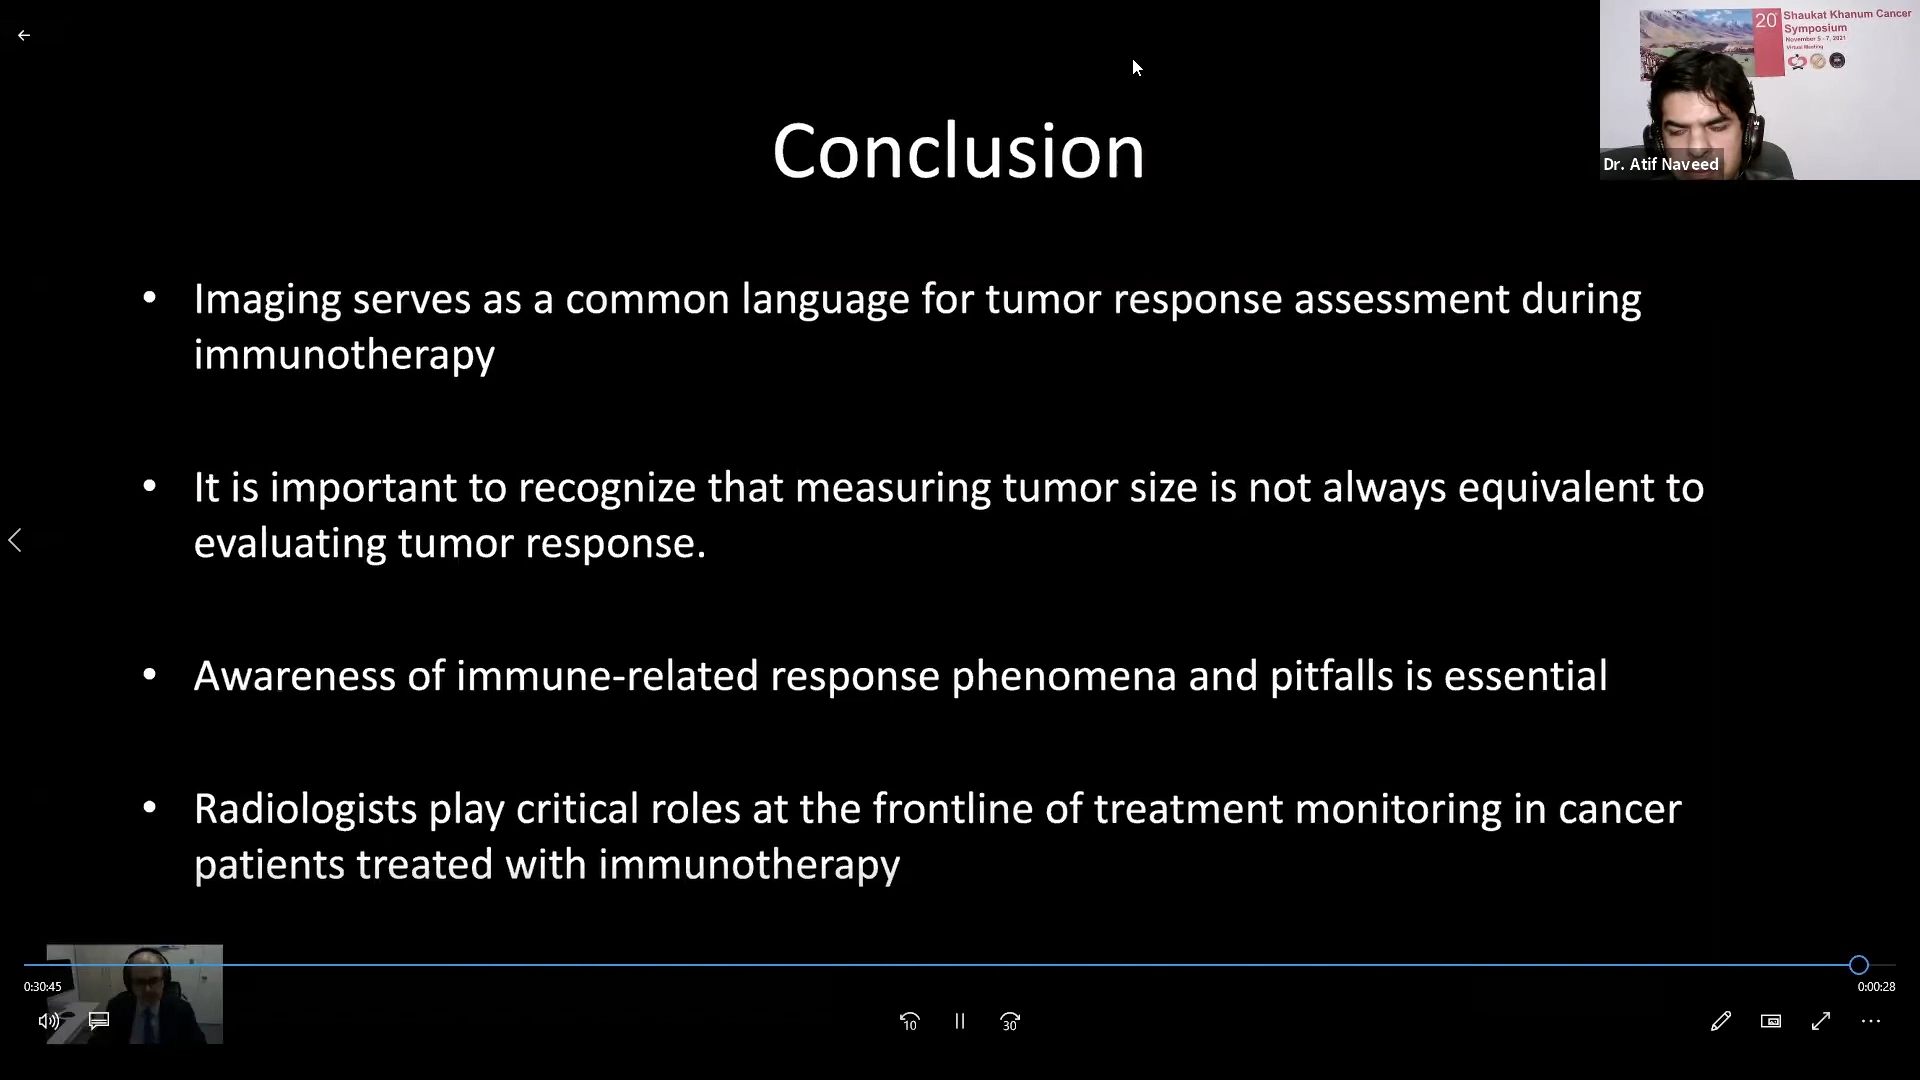 20
Shaukat Khanum Cancer
Symposium
November 5 - 7, 2021
Virtual Meeting
Dr. Atif Naveed
Conclusion
• Imaging serves as a common language for tumor response assessment during
immunotherapy
• It is important to recognize that measuring tumor size is not always equivalent to
evaluating tumor response.
• Awareness of immune-related response phenomena and pitfalls is essential
• Radiologists play critical roles at the frontline of treatment monitoring in cancer
patients treated with immunotherapy
0:30:45
0:00:28
10
30